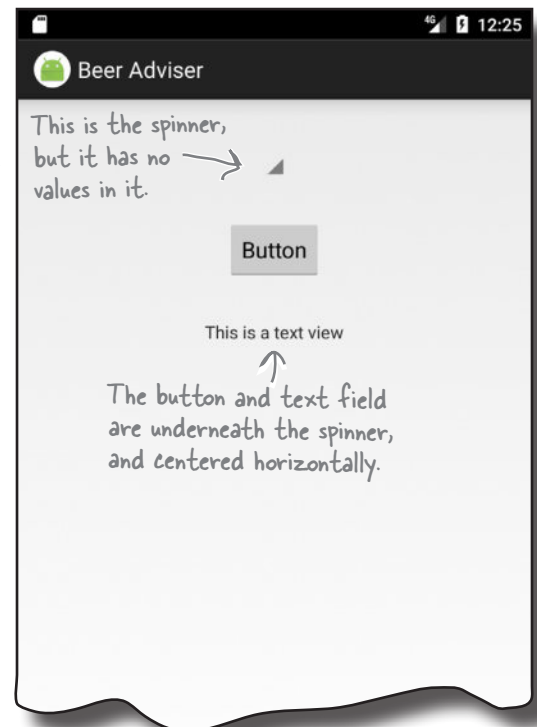 4G 12:25
Beer Adviser
This is the spinner,
but it has no
values in it.
Button
This is a text view
The button and text field
are underneath the spinner,
and centered horizontally.